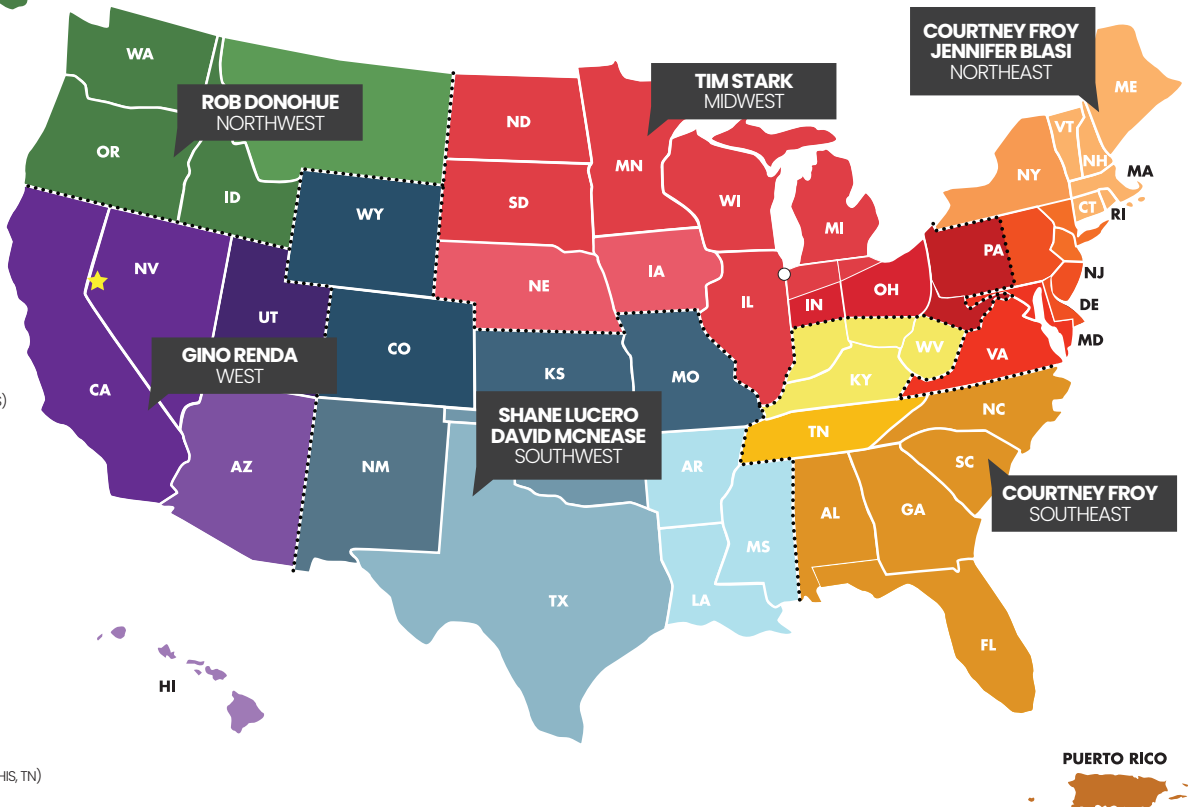 COURTNEY FROY
JENNIFER BLASI
NORTHEAST
WA
TIM STARK
MIDWEST
ME
ROB DONOHUE
NORTHWEST
ND
VT
OR
MN
NH
NY
MA
ID
SD
WI
CT
RI
WY
MI
PA
NV
IA
NJ
NE
OH
IL
IN
DE
UT
MD
CO
WV
VA
GINO RENDA
WEST
KS
MO
KY
CA
S)
NC
SHANE LUCERO
DAVID MCNEASE
SOUTHWEST
TN
AZ
NM
AR
SC
COURTNEY FROY
SOUTHEAST
AL
GA
MS
TX
LA
FL
HI
PUERTO RICO
HIS, TN)